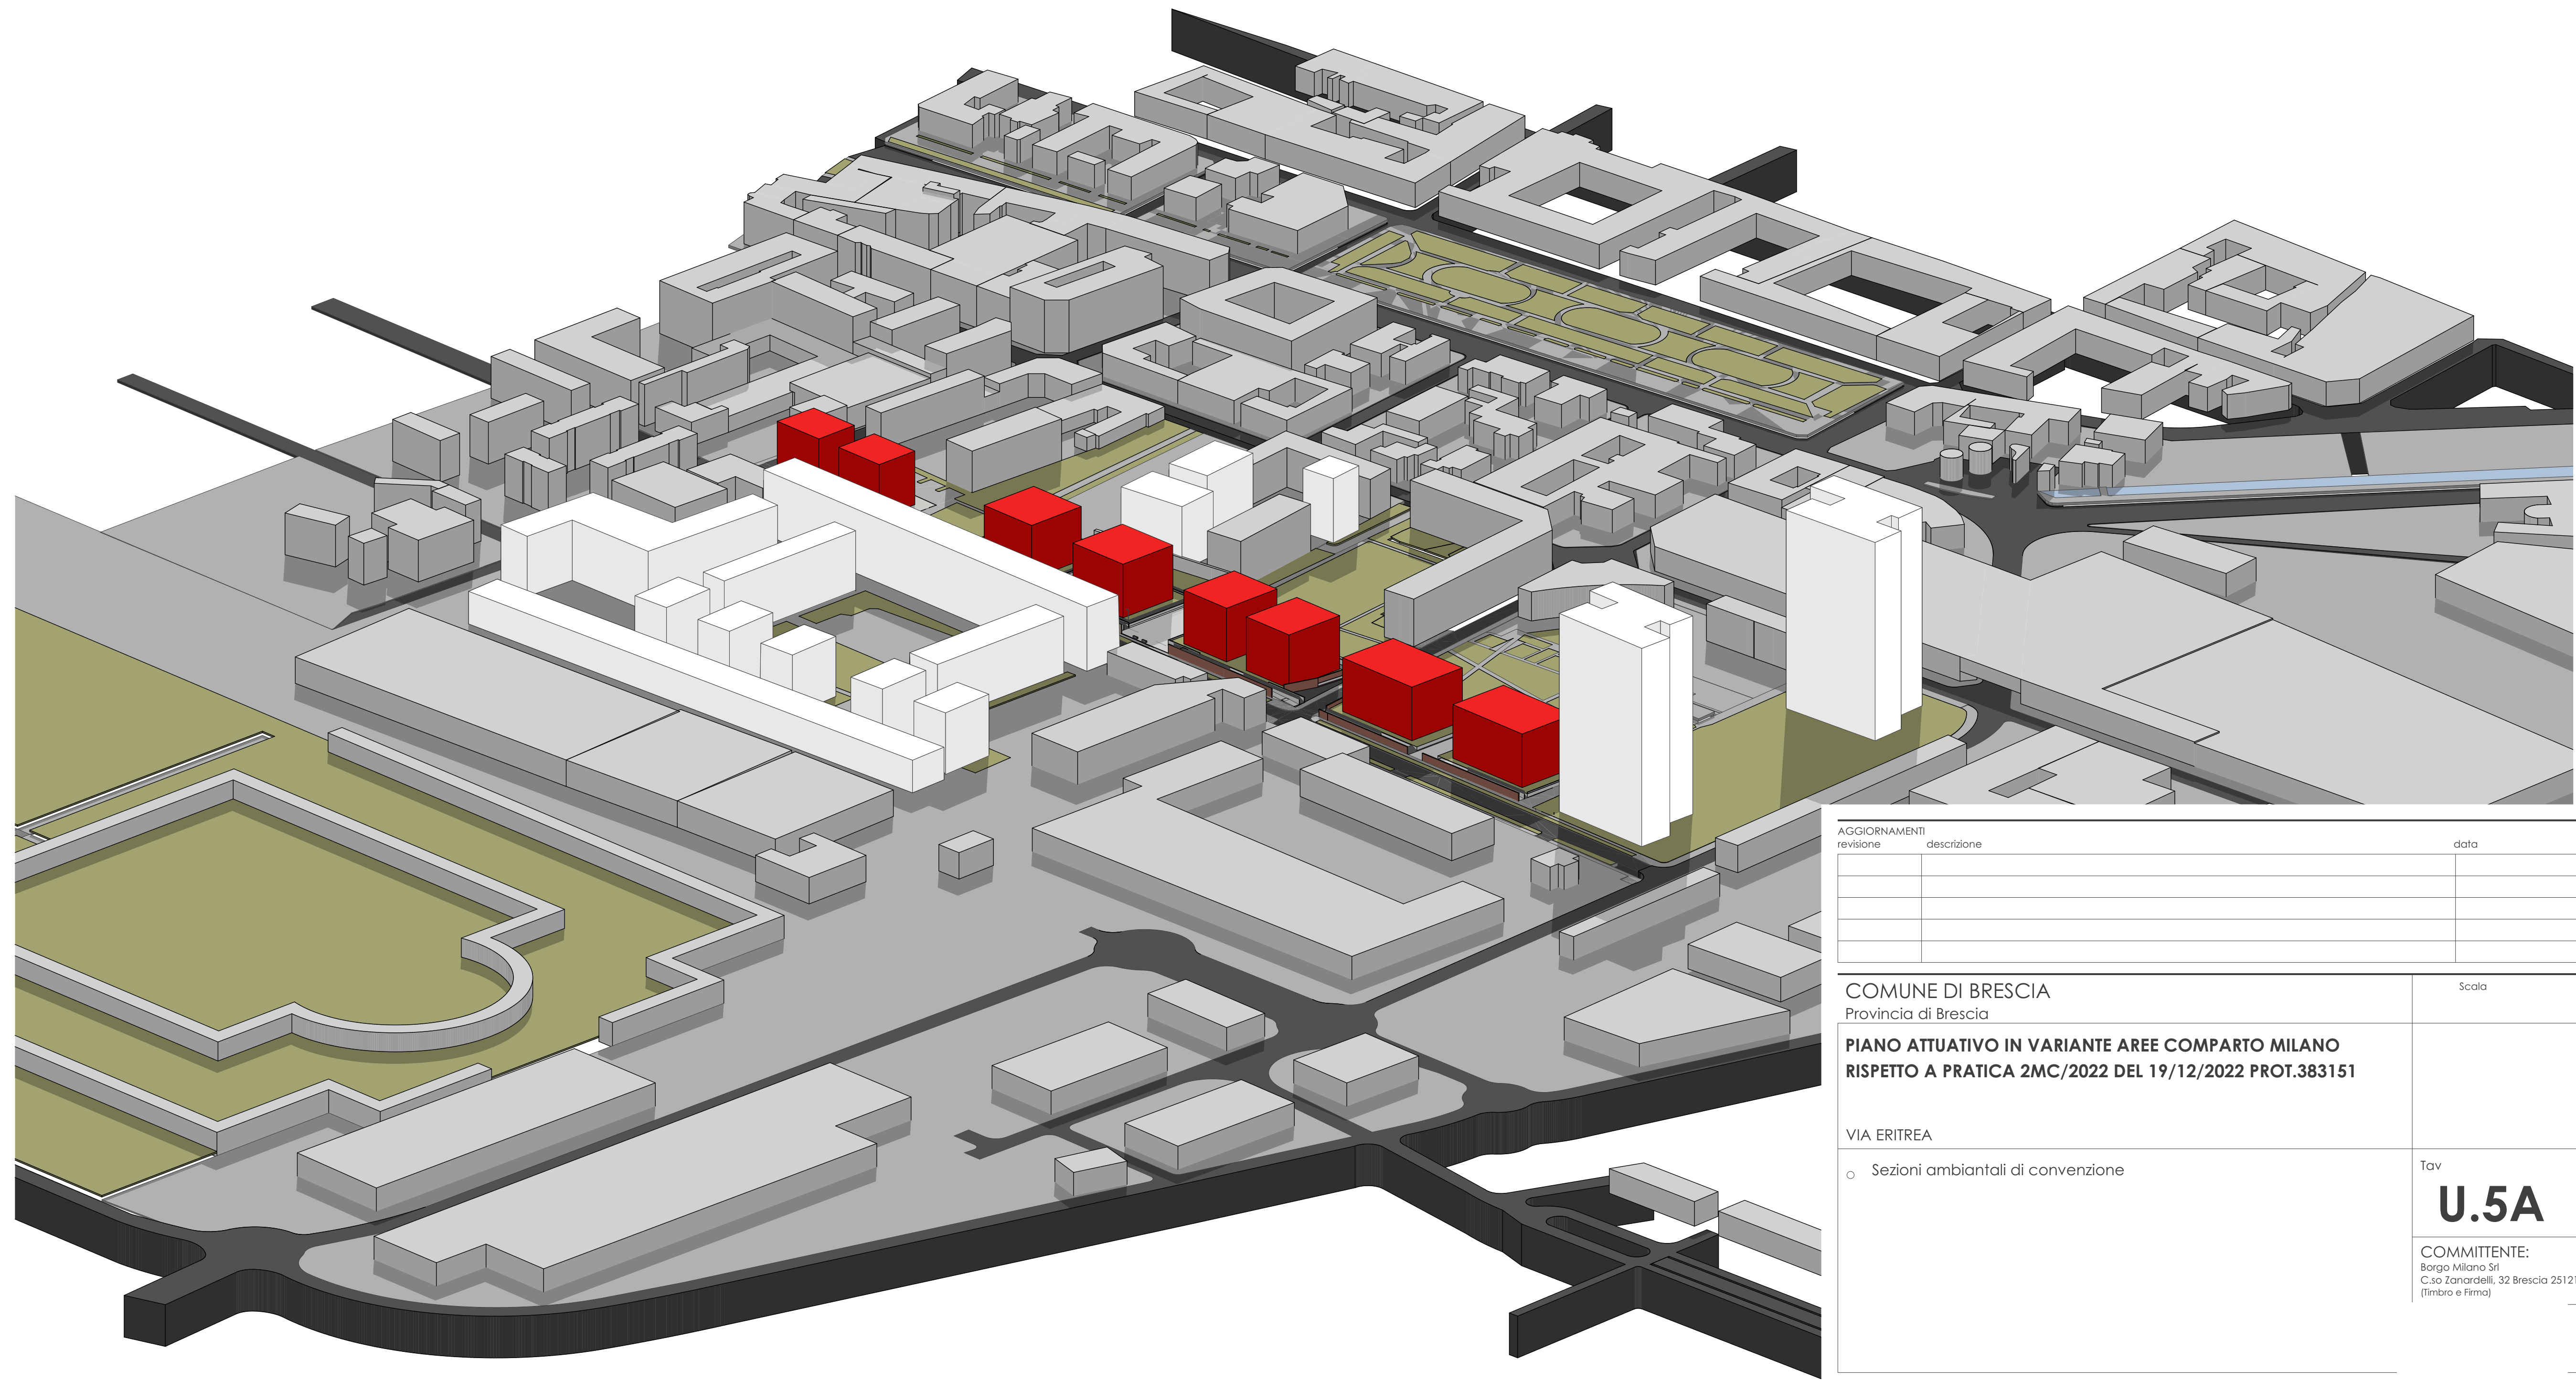 AGGIORNAMENTI
revisione descrizione data
COMUNE DI BRESCIA
Provincia di Brescia
Scala
PIANO ATTUATIVO IN VARIANTE AREE COMPARTO MILANO
RISPETTO A PRATICA 2MC/2022 DEL 19/12/2022 PROT.383151
VIA ERITREA
Sezioni ambiantali di convenzione
Tav
U.5A
COMMITTENTE:
Borgo Milano Srl
C.so Zanardelli, 32 Brescia 25121
(Timbro e Firma)